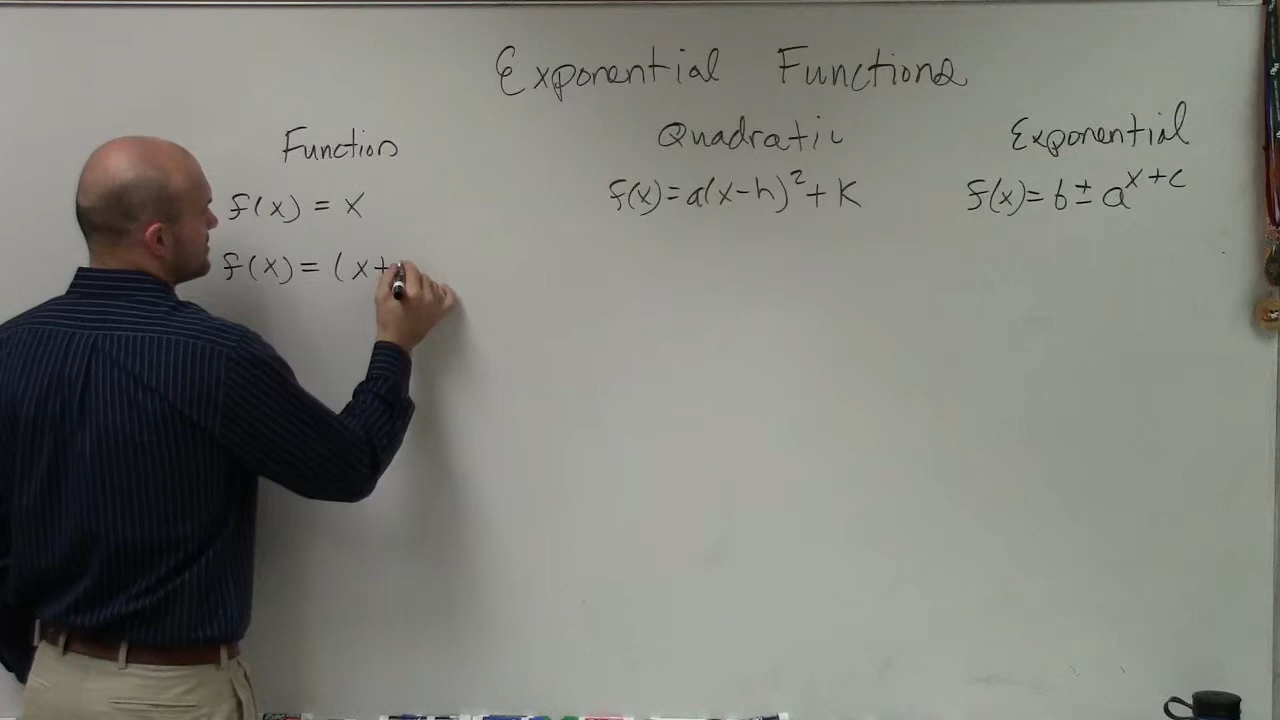 Exponential Functions
Function
f(x) = x
f(x) = (x+
Quadratic
f(x)=a(x-h)²+k
Exponential
f(x)=b±a^x+c